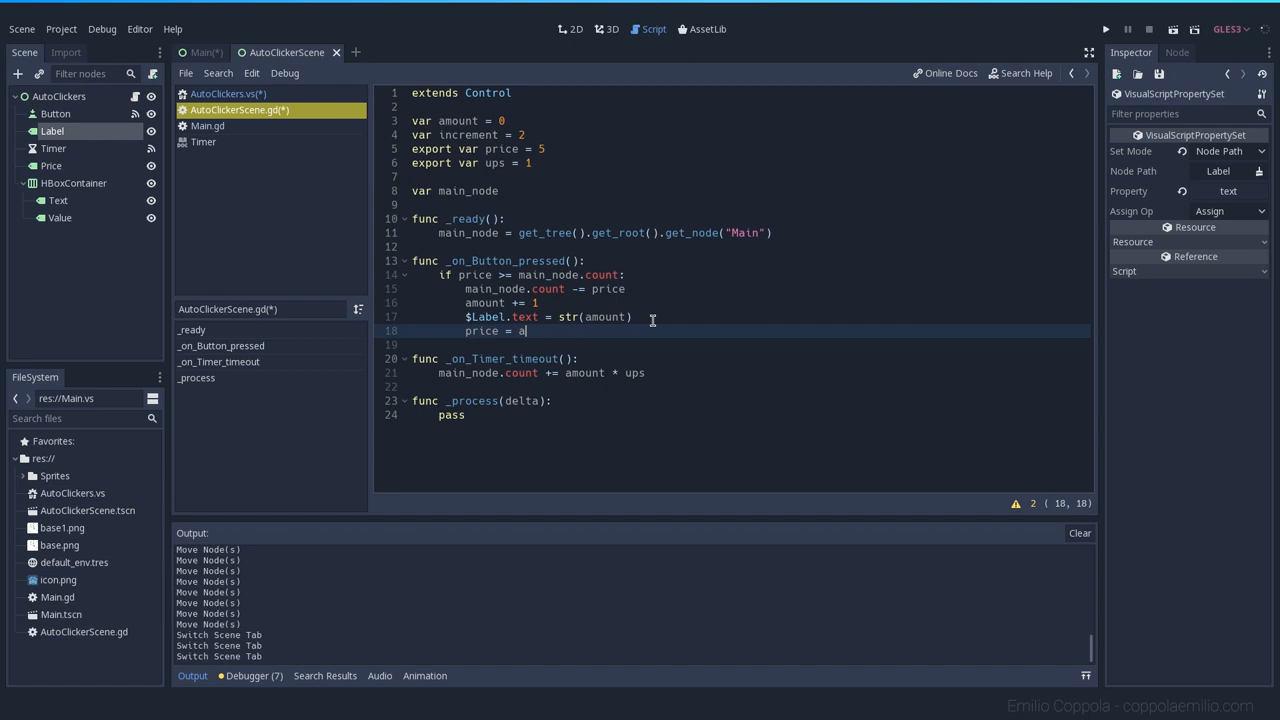 Scene Project Debug Editor Help 2D 3D Script AssetLib GLES3
Scene Import
Filter nodes
AutoClickers
Button
Label
Timer
Price
HBoxContainer
Text
Value
FileSystem
res://Main.vs
Search files
Favorites:
res://
Sprites
AutoClickers.vs
AutoClickerScene.tscn
base1.png
base.png
default_env.tres
icon.png
Main.gd
Main.tscn
AutoClickerScene.gd
Main(*) AutoClickerScene
File Search Edit Debug Online Docs Search Help
AutoClickers.vs(*)
AutoClickerScene.gd(*)
Main.gd
Timer
AutoClickerScene.gd(*)
_ready
_on_Button_pressed
_on_Timer_timeout
_process
1 extends Control
2
3 var amount = 0
4 var increment = 2
5 export var price = 5
6 export var ups = 1
7
8 var main_node
9
10 func _ready():
11 main_node = get_tree().get_root().get_node("Main")
12
13 func _on_Button_pressed():
14 if price >= main_node.count:
15 main_node.count -= price
16 amount += 1
17 $Label.text = str(amount)
18 price = a
19
20 func _on_Timer_timeout():
21 main_node.count += amount * ups
22
23 func _process(delta):
24 pass
2 ( 18, 18)
Output: Clear
Move Node(s)
Move Node(s)
Move Node(s)
Move Node(s)
Move Node(s)
Move Node(s)
Move Node(s)
Move Node(s)
Switch Scene Tab
Switch Scene Tab
Switch Scene Tab
Output Debugger (7) Search Results Audio Animation
Inspector Node
VisualScriptPropertySet
Filter properties
VisualScriptPropertySet
Set Mode Node Path
Node Path Label
Property text
Assign Op Assign
Resource
Resource
Reference
Script
Emilio Coppola - coppolaemilio.com